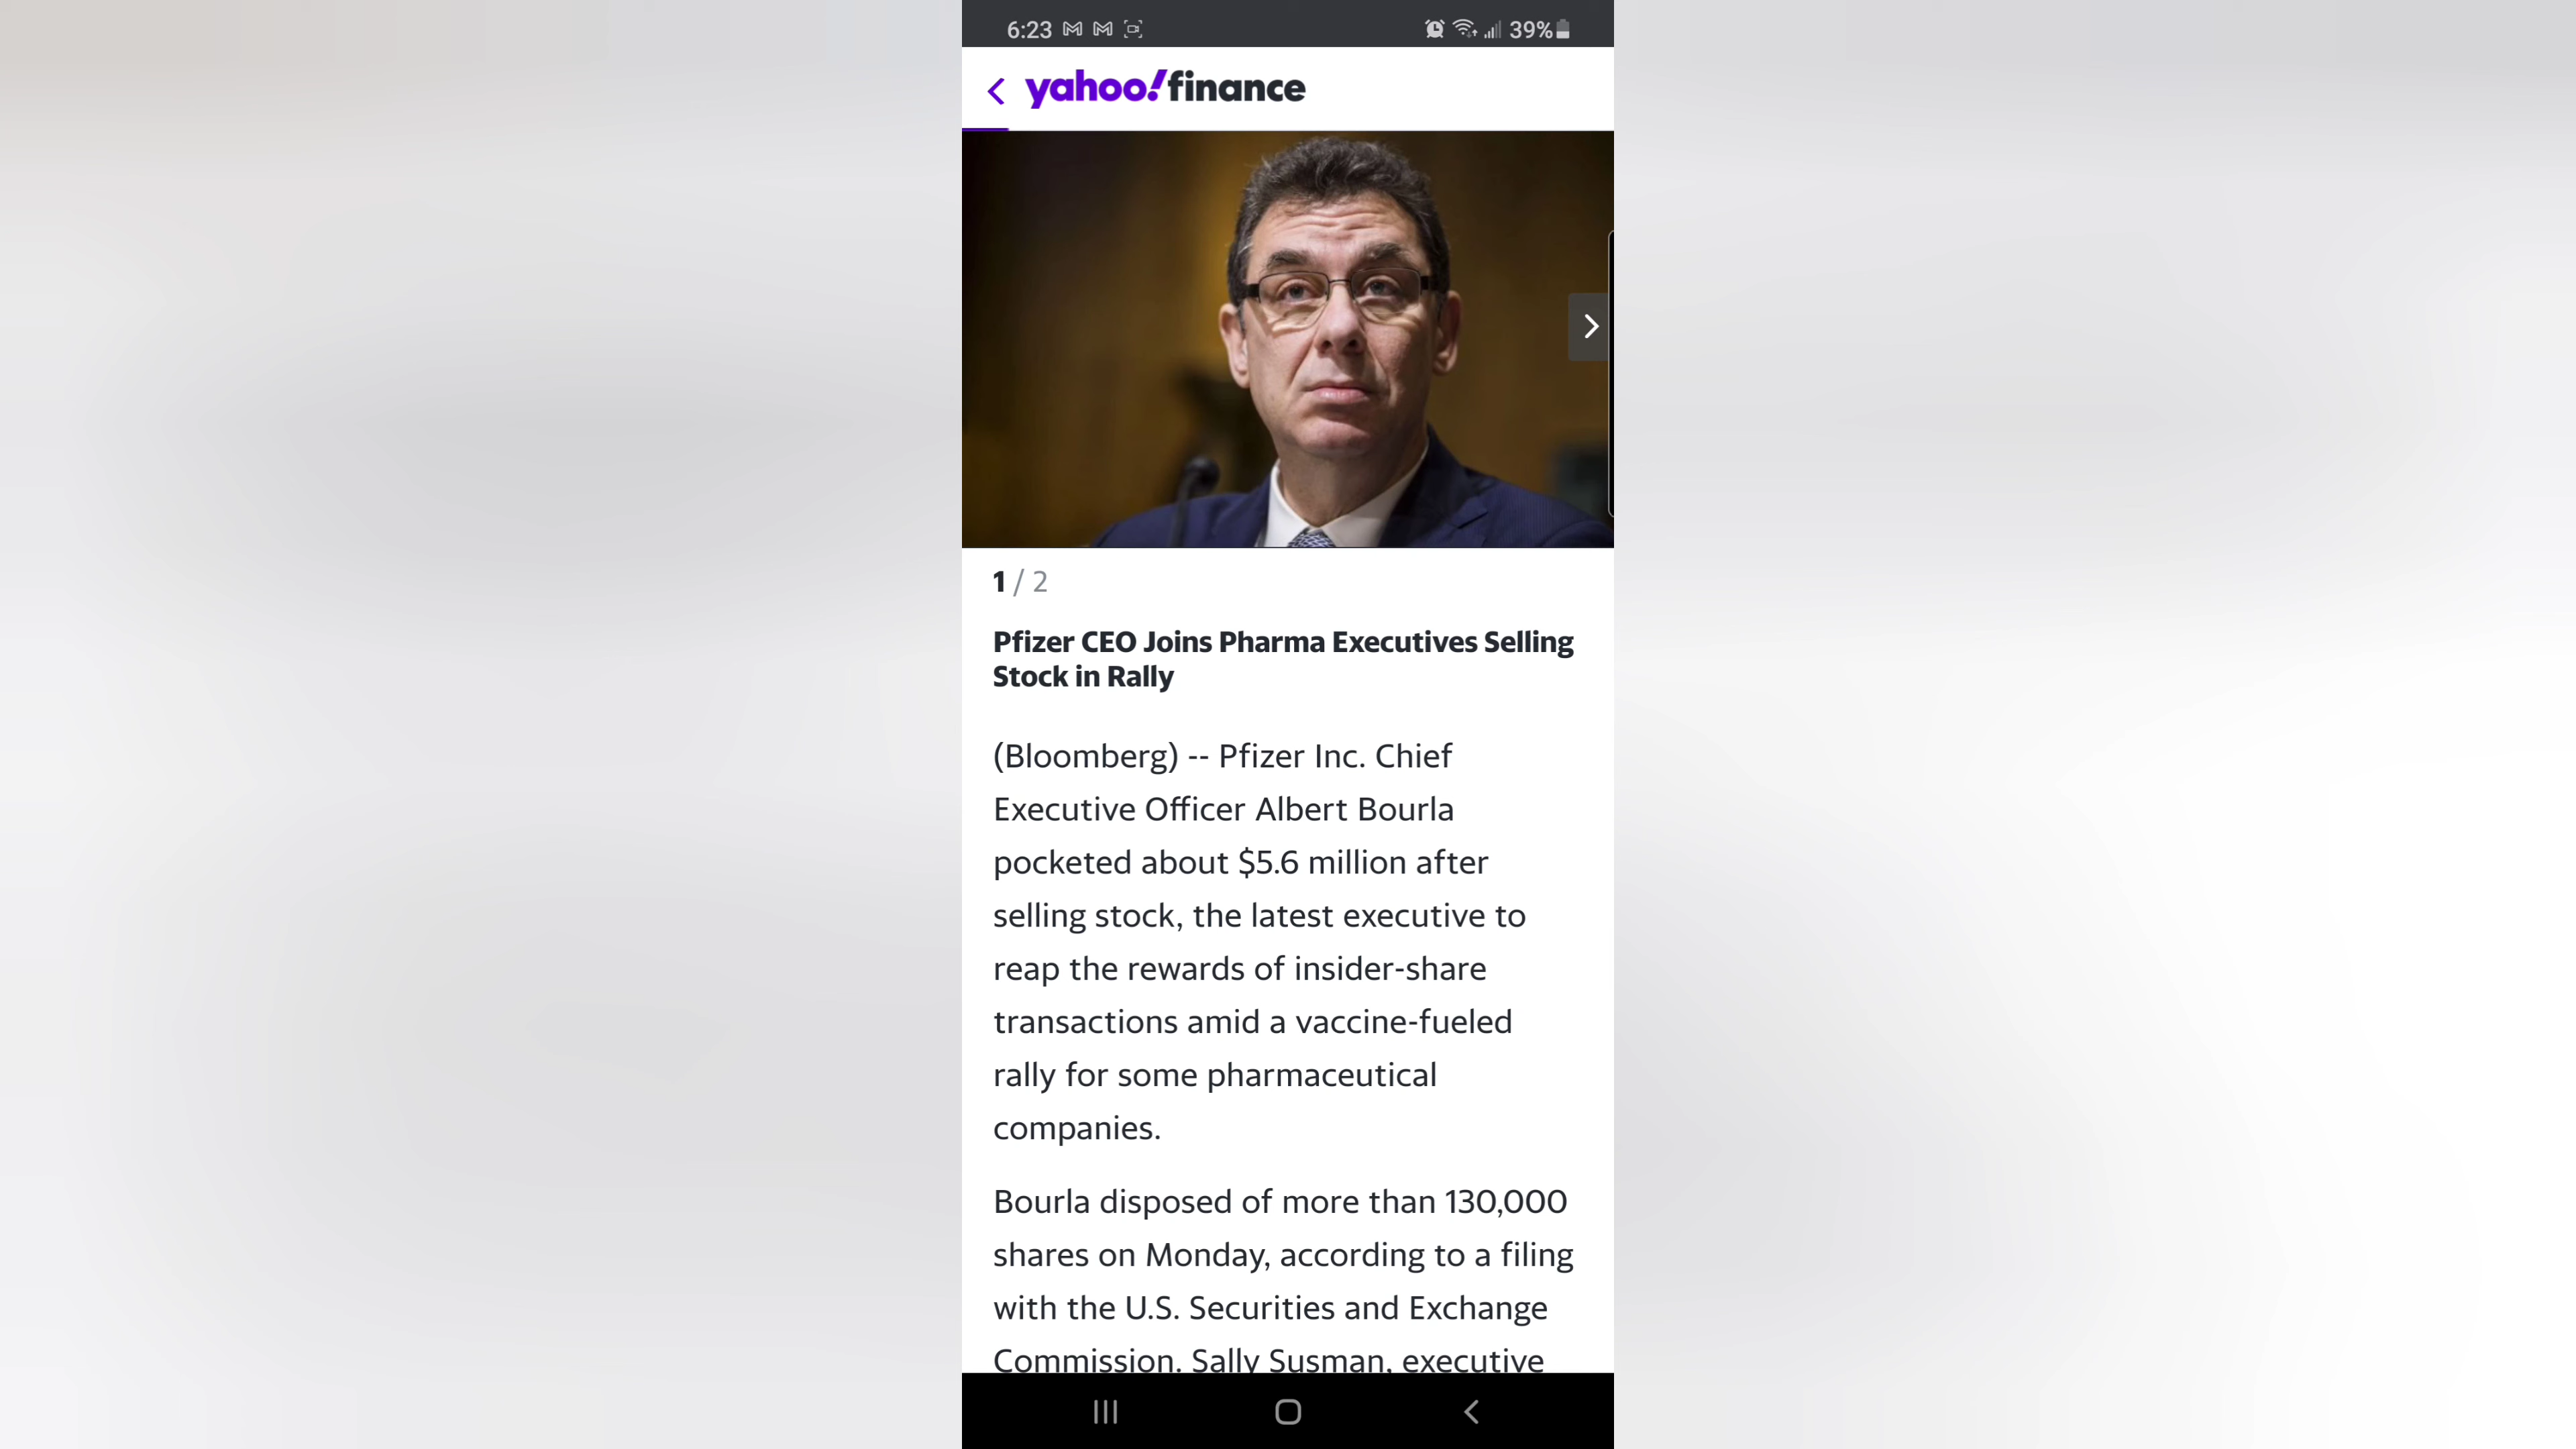 6:23 39%
yahoo!finance
1 / 2
Pfizer CEO Joins Pharma Executives Selling
Stock in Rally
(Bloomberg) -- Pfizer Inc. Chief
Executive Officer Albert Bourla
pocketed about $5.6 million after
selling stock, the latest executive to
reap the rewards of insider-share
transactions amid a vaccine-fueled
rally for some pharmaceutical
companies.
Bourla disposed of more than 130,000
shares on Monday, according to a filing
with the U.S. Securities and Exchange
Commission. Sally Susman, executive